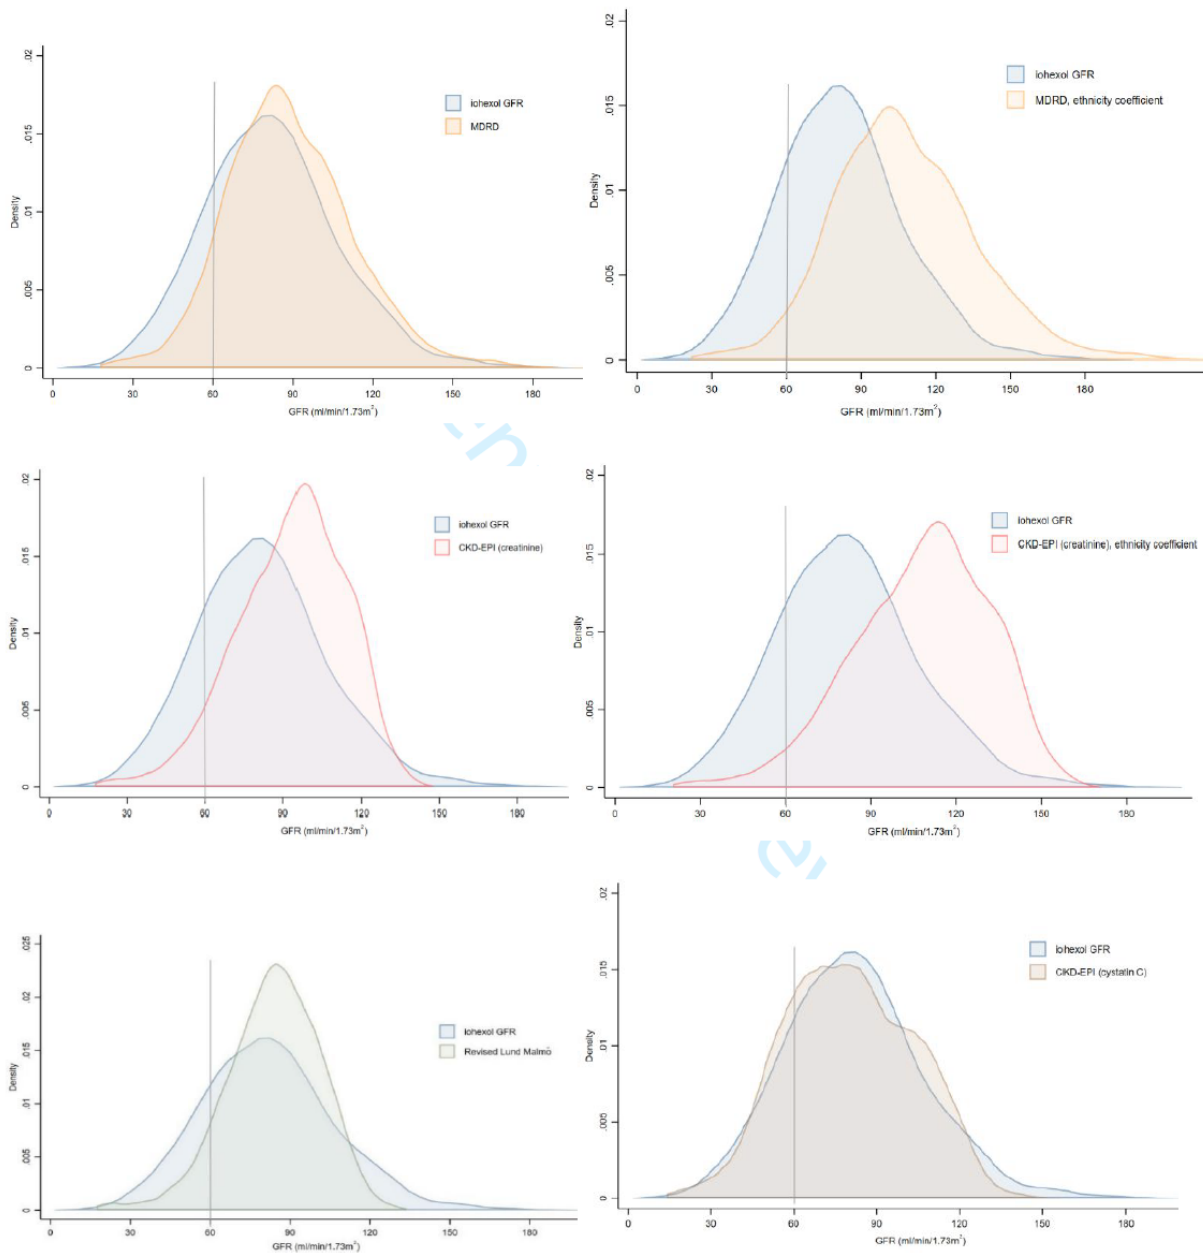 .02
.015
.01
.005
0
Density
iohexol GFR
MDRD
0 30 60 90 120 150 180
GFR (ml/min/1.73m²)
.02
.015
.01
.005
0
Density
iohexol GFR
MDRD, ethnicity coefficient
0 30 60 90 120 150 180
GFR (ml/min/1.73m²)
.02
.015
.01
.005
0
Density
iohexol GFR
CKD-EPI (creatinine)
0 30 60 90 120 150 180
GFR (ml/min/1.73m²)
.02
.015
.01
.005
0
Density
iohexol GFR
CKD-EPI (creatinine), ethnicity coefficient
0 30 60 90 120 150 180
GFR (ml/min/1.73m²)
.025
.02
.015
.01
.005
0
Density
iohexol GFR
Revised Lund Malmö
0 30 60 90 120 150 180
GFR (ml/min/1.73m²)
.02
.015
.01
.005
0
Density
iohexol GFR
CKD-EPI (cystatin C)
0 30 60 90 120 150 180
GFR (ml/min/1.73m²)